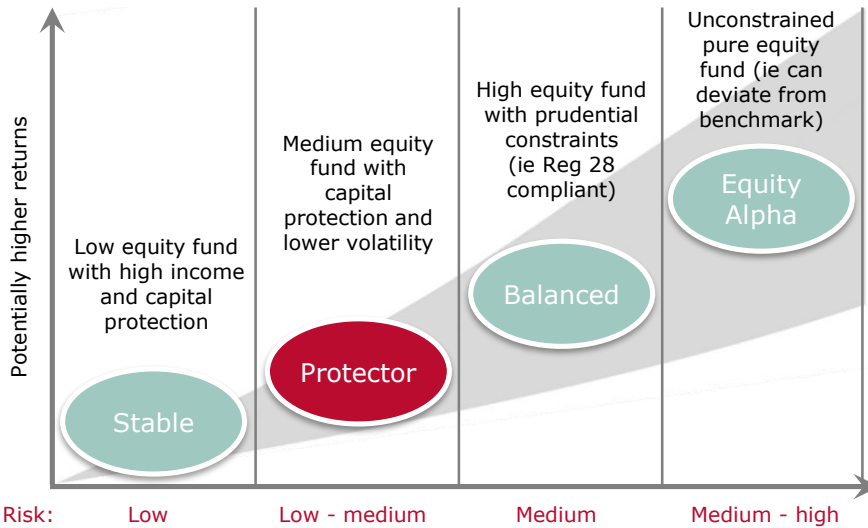 Potentially higher returns
Low equity fund
with high income
and capital
protection
Stable
Medium equity
fund with
capital
protection and
lower volatility
Protector
High equity fund
with prudential
constraints
(ie Reg 28
compliant)
Balanced
Unconstrained
pure equity
fund (ie can
deviate from
benchmark)
Equity
Alpha
Risk: Low Low - medium Medium Medium - high